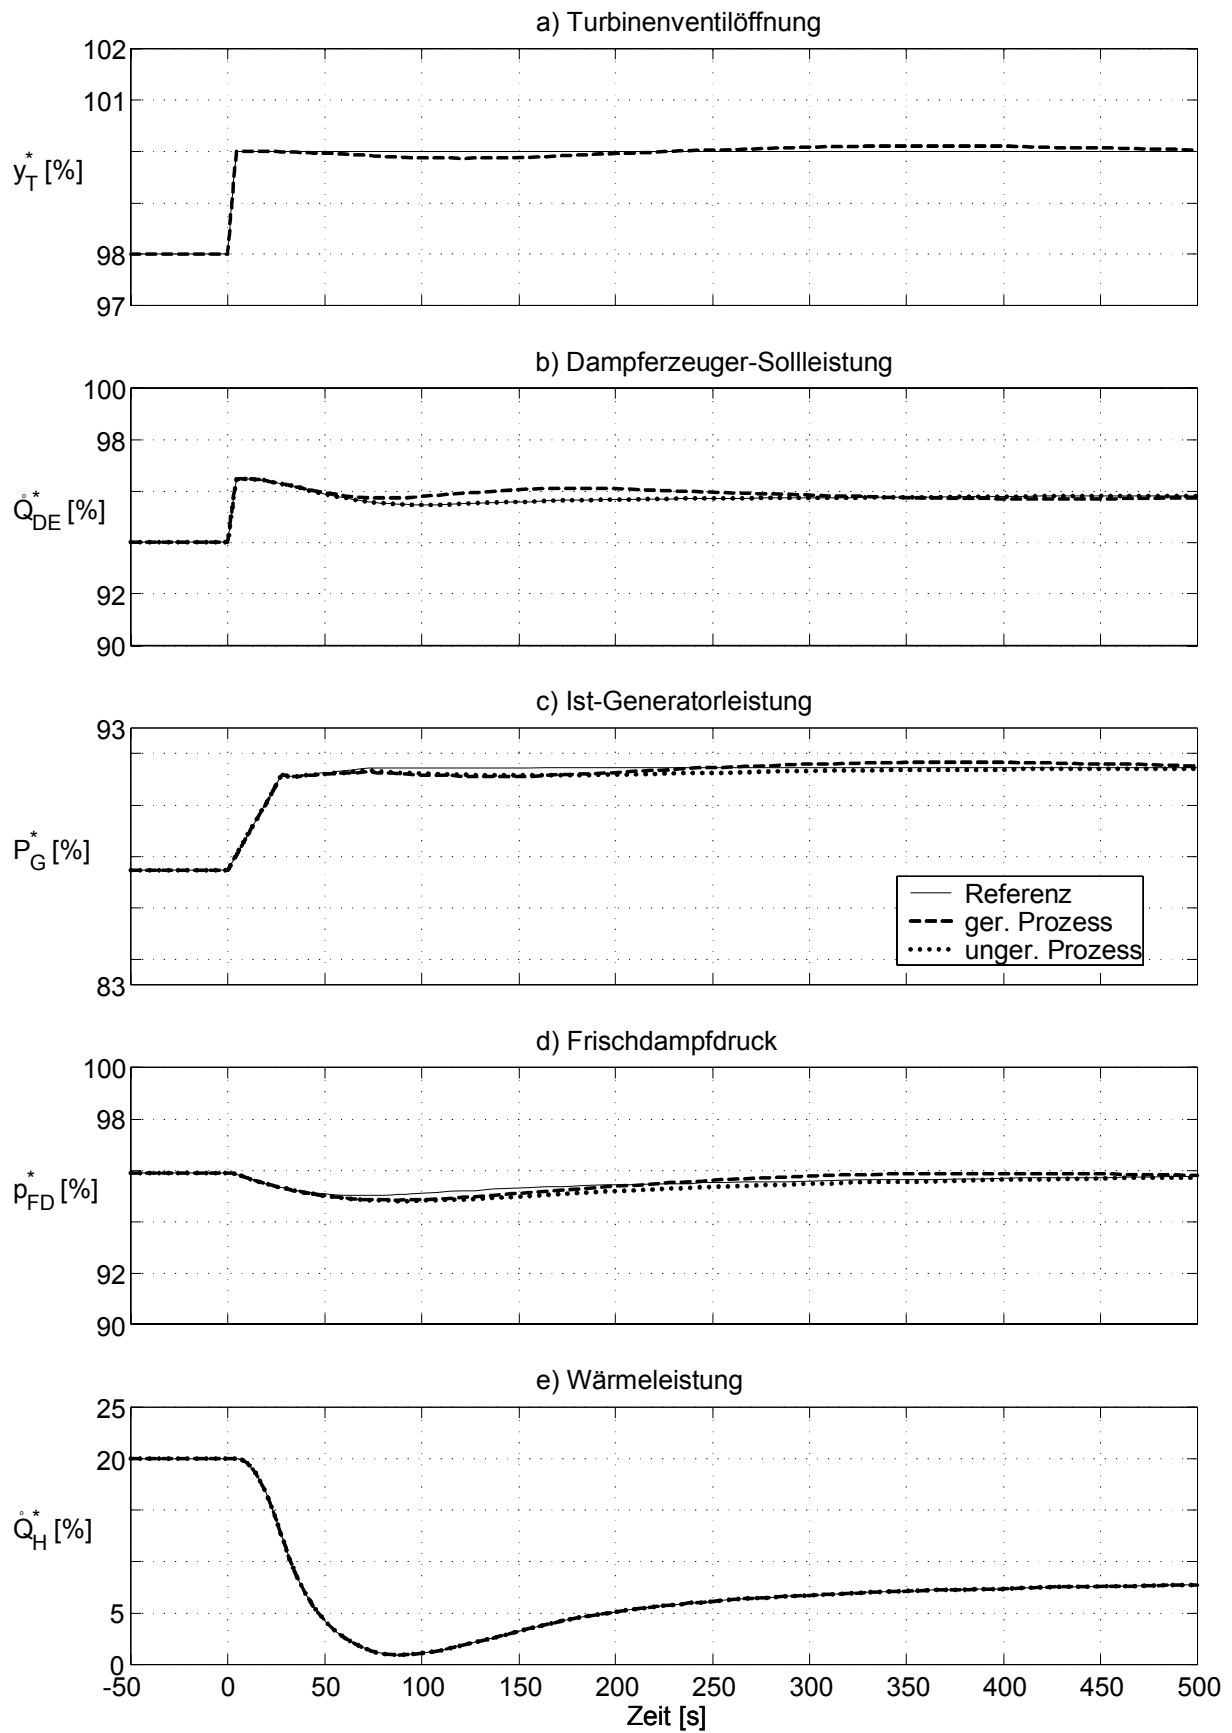 a) Turbinenventilöffnung
102
101
y*T [%]
98
97
b) Dampferzeuger-Sollleistung
100
98
Q̊*DE [%]
92
90
c) Ist-Generatorleistung
93
P*G [%]
Referenz
ger. Prozess
unger. Prozess
83
d) Frischdampfdruck
100
98
p*FD [%]
92
90
e) Wärmeleistung
25
20
Q̊*H [%]
5
0
-50 0 50 100 150 200 250 300 350 400 450 500
Zeit [s]